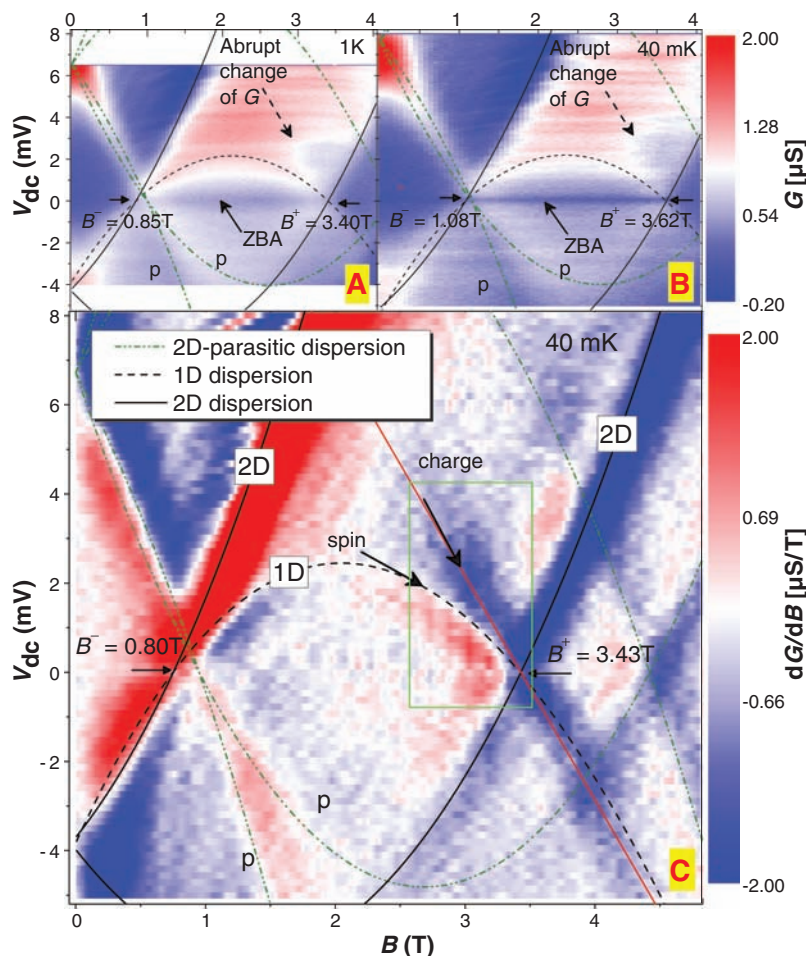 0 1 2 3 4 0 1 2 3 4
8
6
4
2
0
-2
-4
V_dc (mV)
Abrupt
change
of G
1K
B⁻ = 0.85T
B⁺ = 3.40T
ZBA
p
p
A
Abrupt
change
of G
40 mK
B⁻ = 1.08T
B⁺ = 3.62T
ZBA
p
p
B
2.00
1.28
0.54
-0.20
G [µS]
8
6
4
2
0
-2
-4
V_dc (mV)
2D-parasitic dispersion
1D dispersion
2D dispersion
40 mK
2D
2D
charge
spin
1D
B⁻ = 0.80T
B⁺ = 3.43T
p
p
C
0 1 2 3 4
B (T)
2.00
0.69
-0.66
-2.00
dG/dB [µS/T]